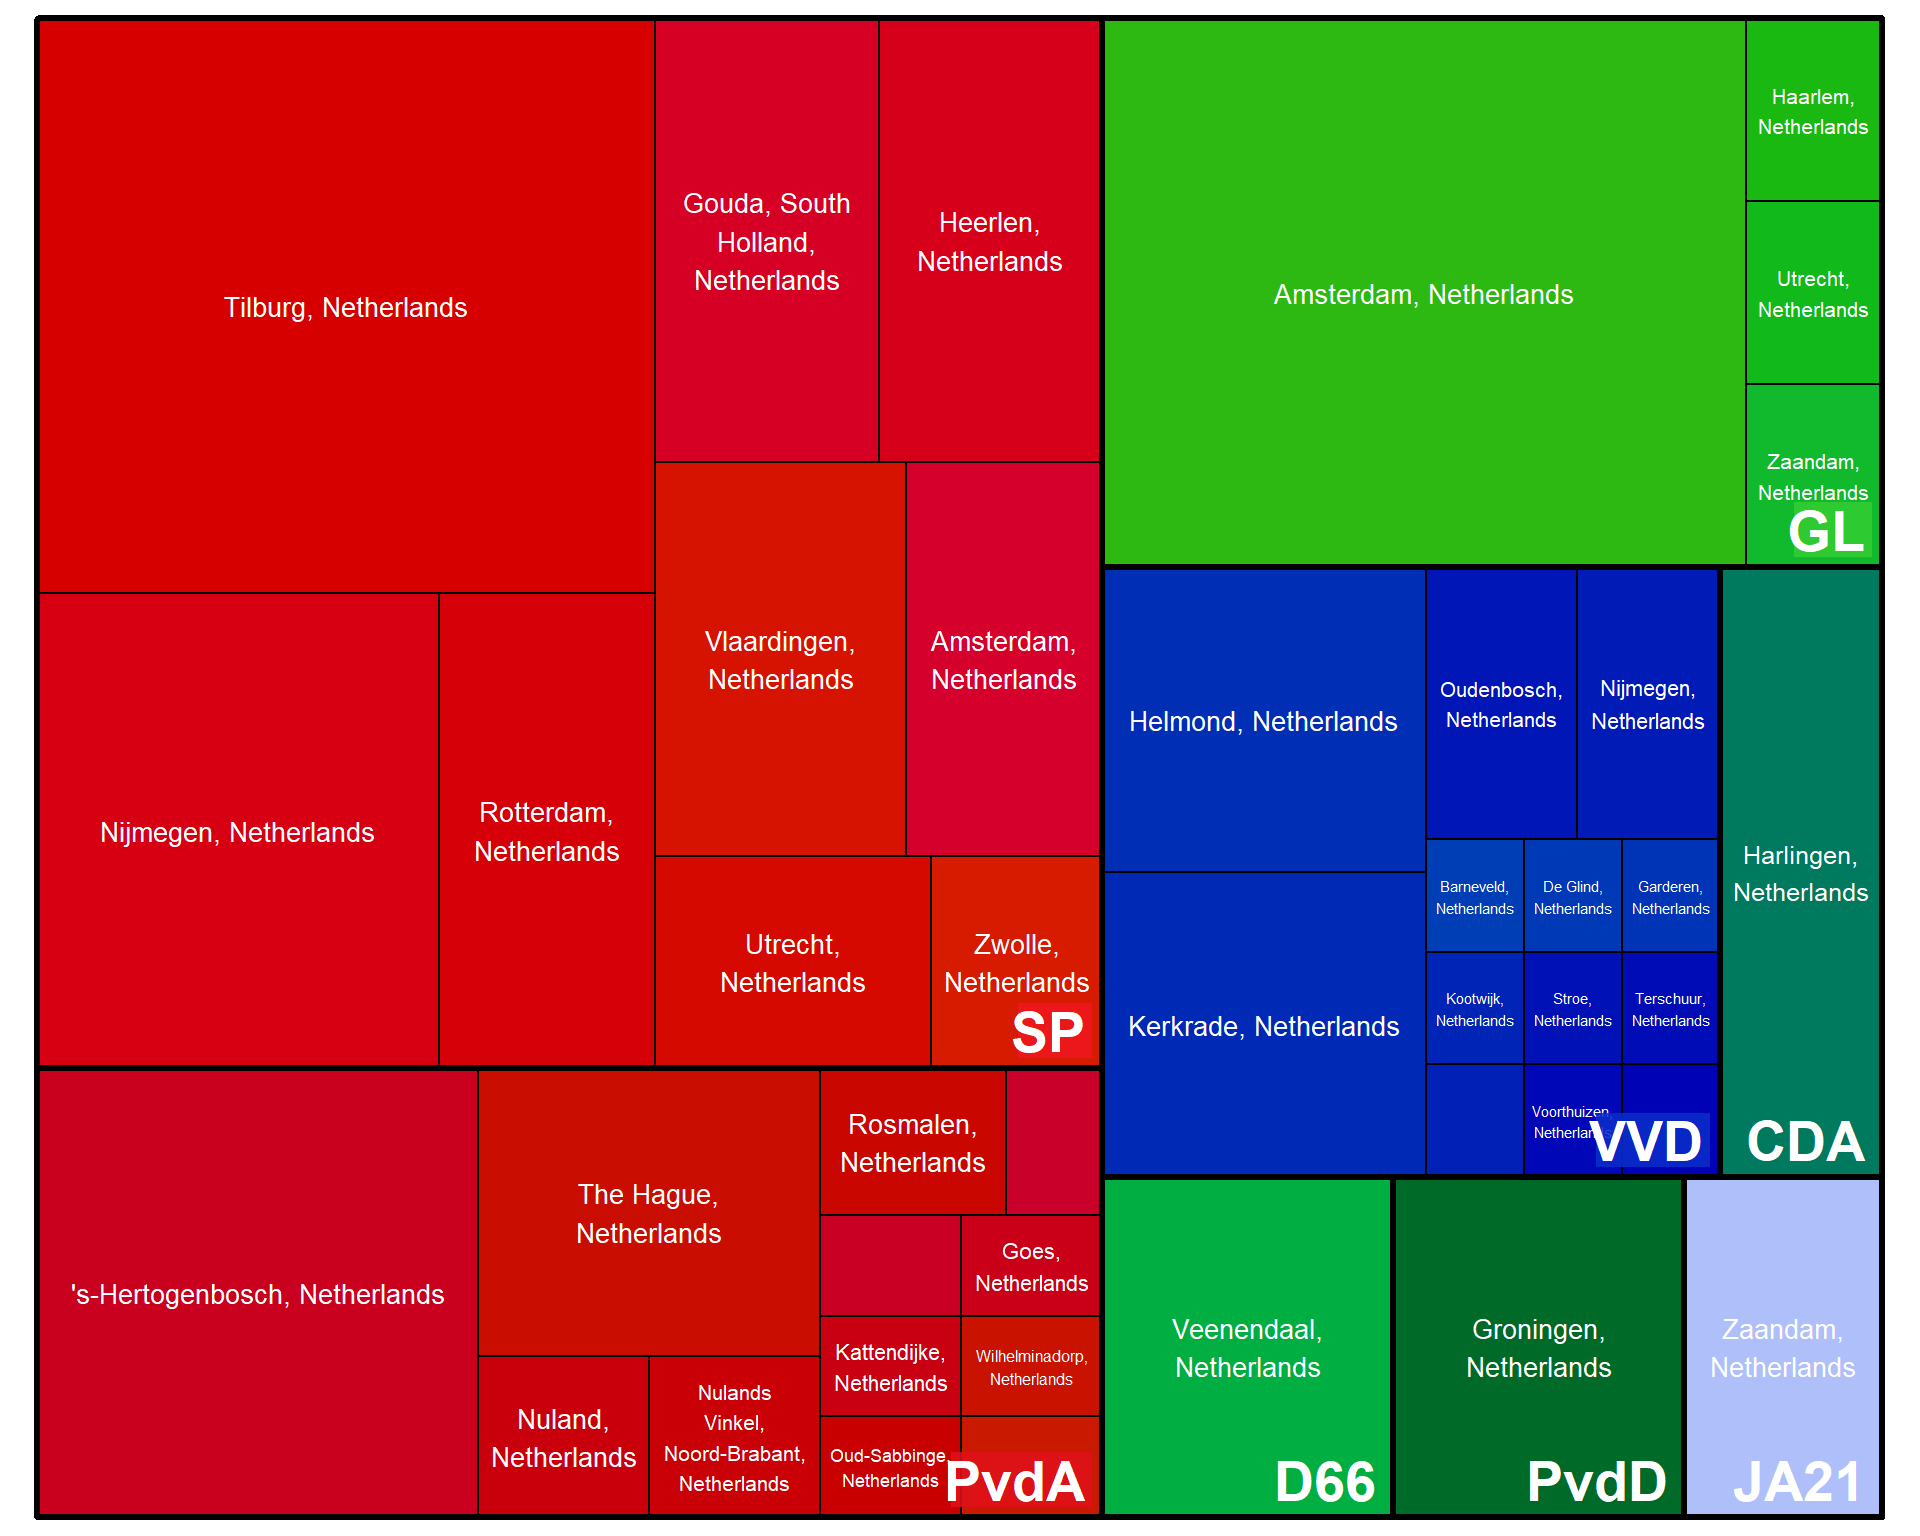 Tilburg, Netherlands
Gouda, South
Holland,
Netherlands
Heerlen,
Netherlands
Nijmegen, Netherlands
Rotterdam,
Netherlands
Vlaardingen,
Netherlands
Amsterdam,
Netherlands
Utrecht,
Netherlands
Zwolle,
Netherlands
SP
Amsterdam, Netherlands
Haarlem,
Netherlands
Utrecht,
Netherlands
Zaandam,
Netherlands
GL
Helmond, Netherlands
Kerkrade, Netherlands
Oudenbosch,
Netherlands
Nijmegen,
Netherlands
Barneveld,
Netherlands
De Glind,
Netherlands
Garderen,
Netherlands
Kootwijk,
Netherlands
Stroe,
Netherlands
Terschuur,
Netherlands
Voorthuizen,
Netherlands
VVD
Harlingen,
Netherlands
CDA
's-Hertogenbosch, Netherlands
The Hague,
Netherlands
Nuland,
Netherlands
Nulands
Vinkel,
Noord-Brabant,
Netherlands
Rosmalen,
Netherlands
Goes,
Netherlands
Kattendijke,
Netherlands
Wilhelminadorp,
Netherlands
Oud-Sabbinge,
Netherlands
PvdA
Veenendaal,
Netherlands
D66
Groningen,
Netherlands
PvdD
Zaandam,
Netherlands
JA21